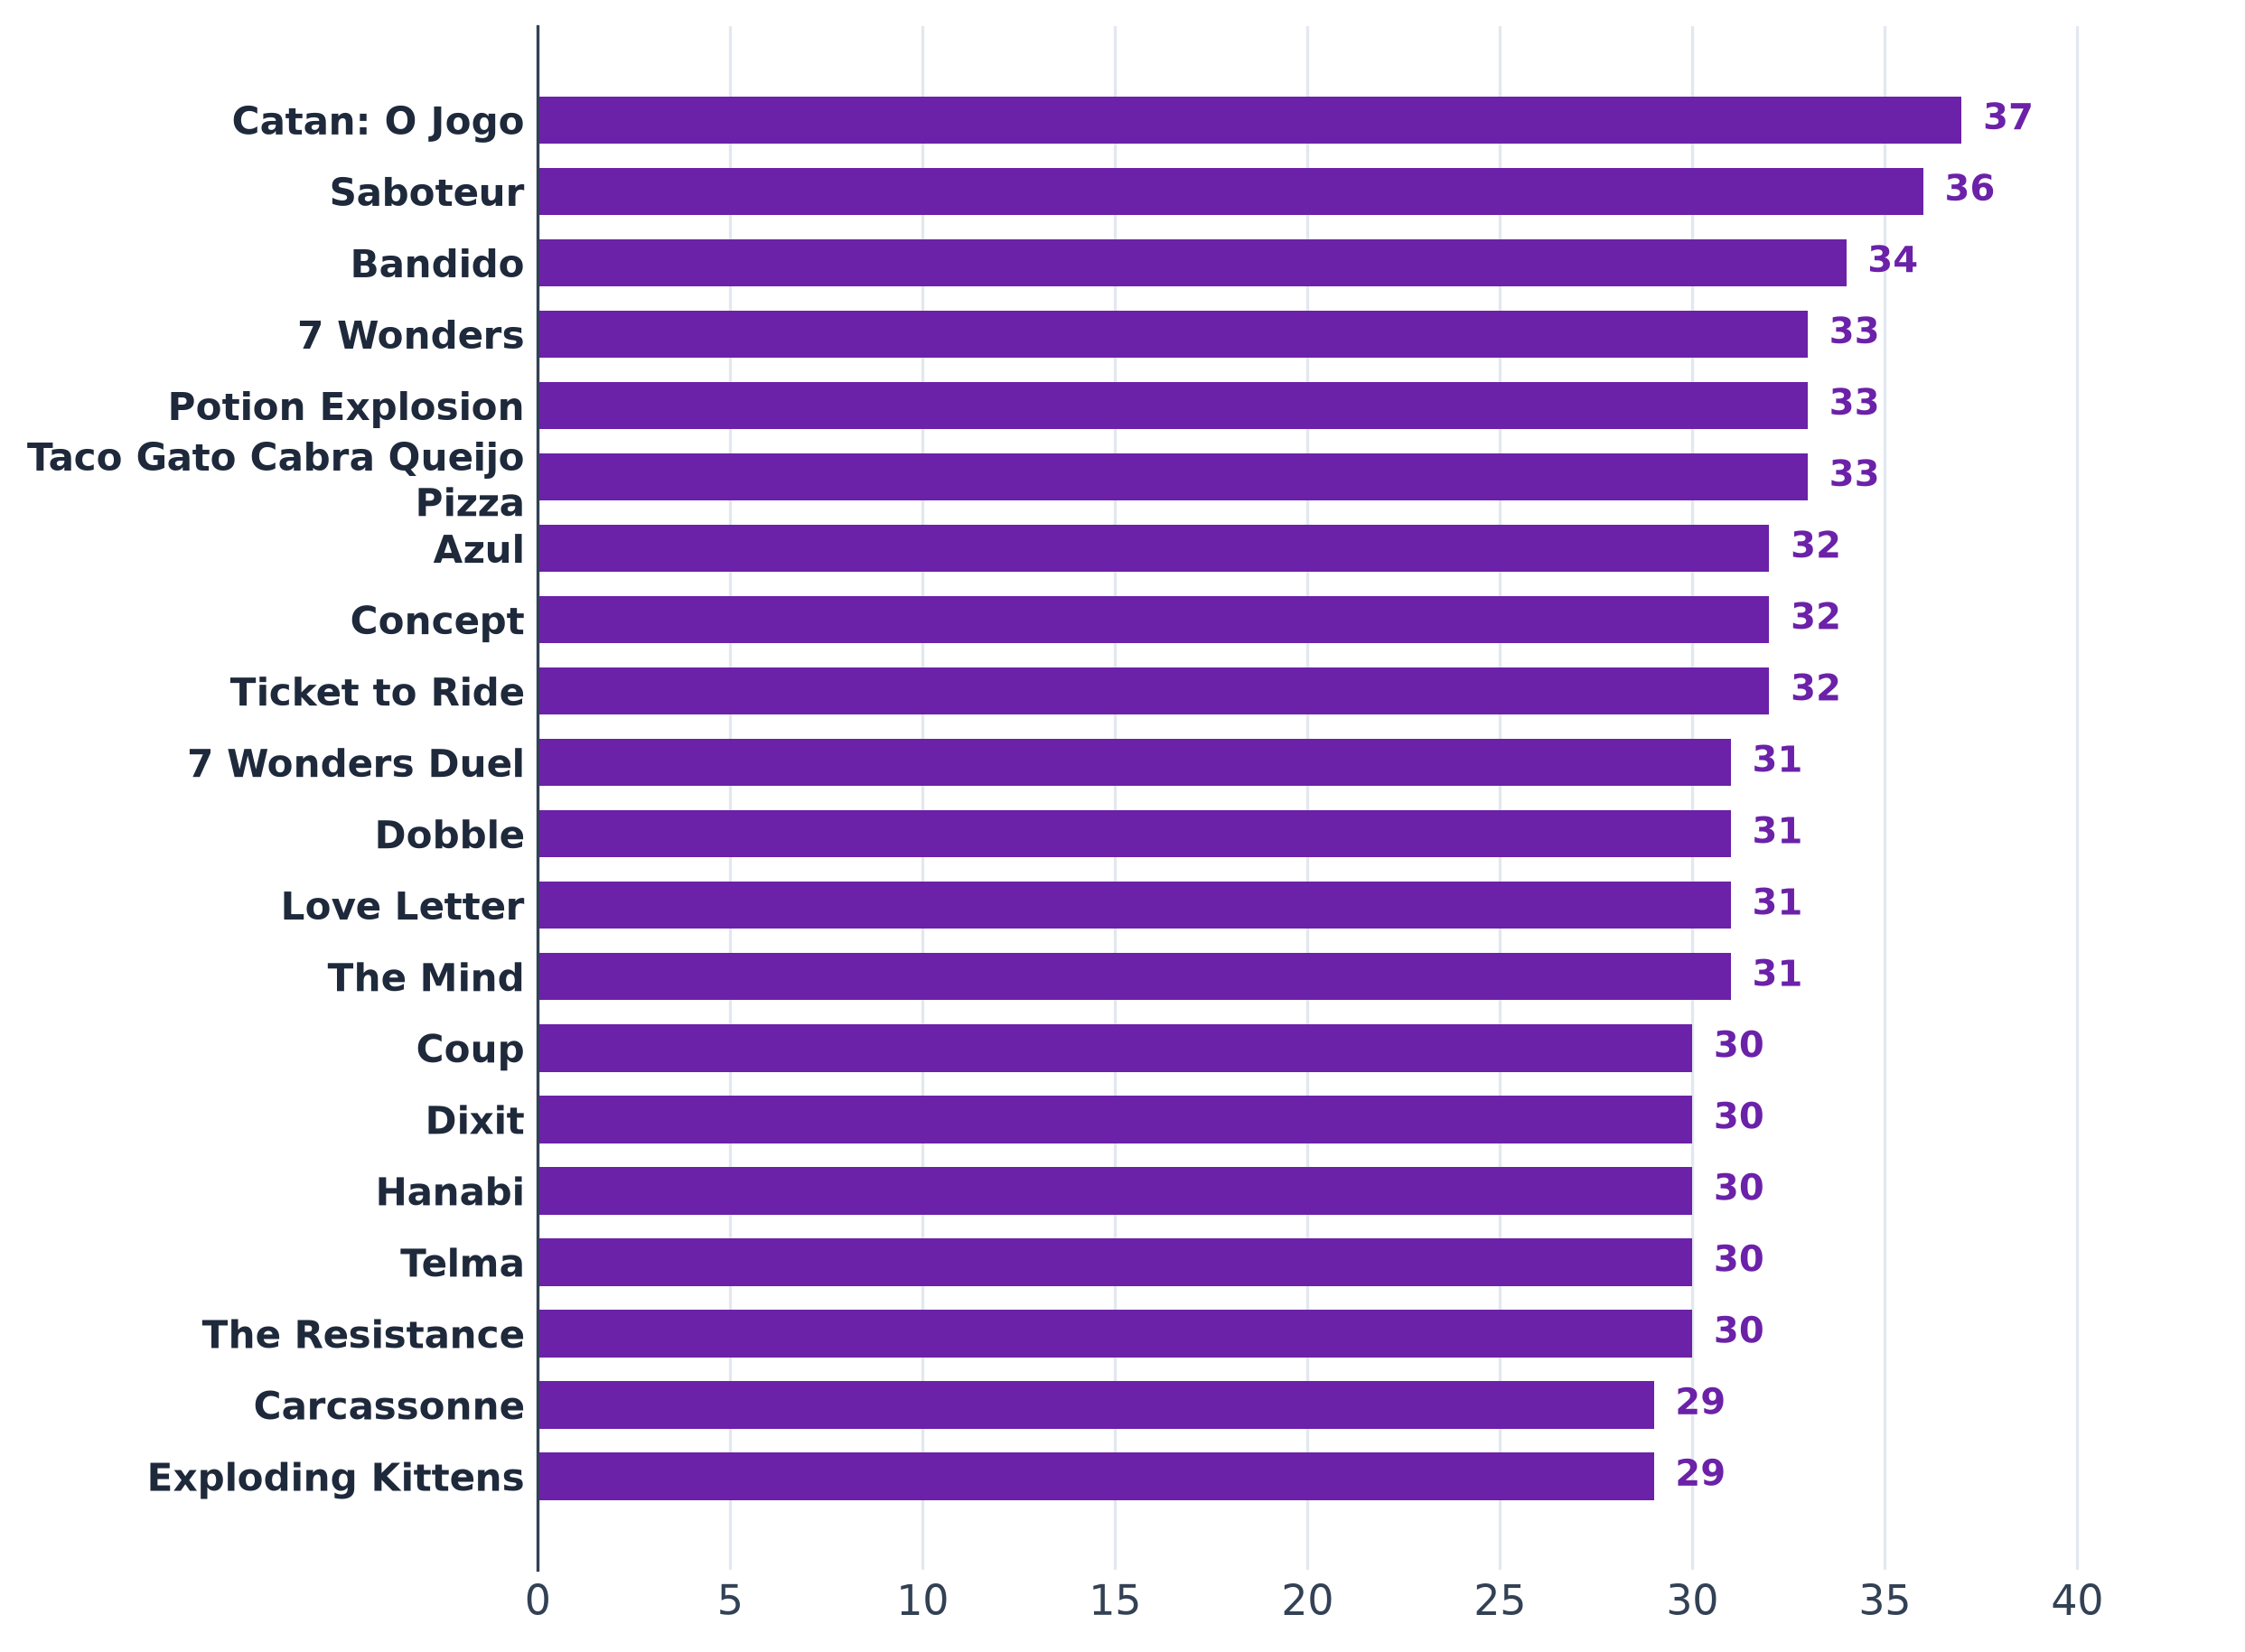 Catan: O Jogo 37
Saboteur 36
Bandido 34
7 Wonders 33
Potion Explosion 33
Taco Gato Cabra Queijo
Pizza 33
Azul 32
Concept 32
Ticket to Ride 32
7 Wonders Duel 31
Dobble 31
Love Letter 31
The Mind 31
Coup 30
Dixit 30
Hanabi 30
Telma 30
The Resistance 30
Carcassonne 29
Exploding Kittens 29
0 5 10 15 20 25 30 35 40